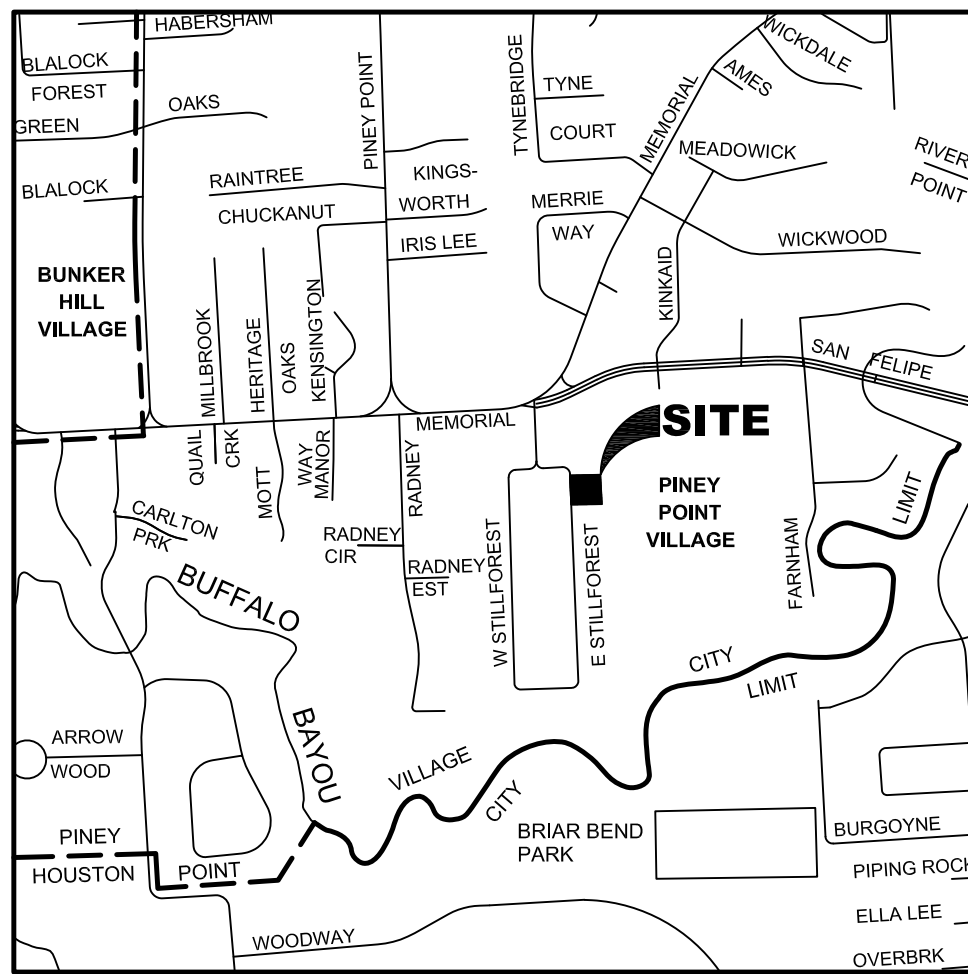 HABERSHAM
BLALOCK
FOREST
GREEN
OAKS
BLALOCK
BUNKER
HILL
VILLAGE
RAINTREE
CHUCKANUT
PINEY POINT
KINGS-
WORTH
IRIS LEE
TYNEBRIDGE
TYNE
COURT
MERRIE
WAY
MEMORIAL
WICKDALE
AMES
MEADOWICK
RIVER
POINT
WICKWOOD
KINKAID
SAN FELIPE
MILLBROOK
HERITAGE
OAKS
KENSINGTON
QUAIL
CRK
MOTT
WAY
MANOR
MEMORIAL
RADNEY
RADNEY
CIR
RADNEY
EST
W STILLFOREST
E STILLFOREST
SITE
PINEY
POINT
VILLAGE
FARNHAM
LIMIT
CARLTON
PRK
BUFFALO
BAYOU
CITY
LIMIT
VILLAGE
CITY
ARROW
WOOD
PINEY
HOUSTON
POINT
BRIAR BEND
PARK
BURGOYNE
PIPING ROCK
ELLA LEE
OVERBRK
WOODWAY